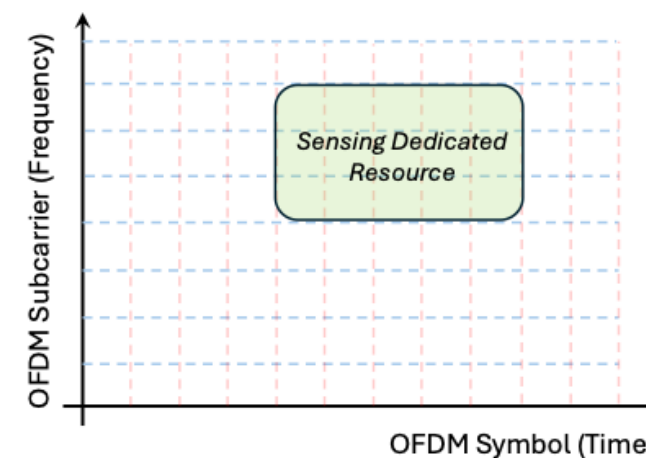 OFDM Subcarrier (Frequency)
Sensing Dedicated
Resource
OFDM Symbol (Time